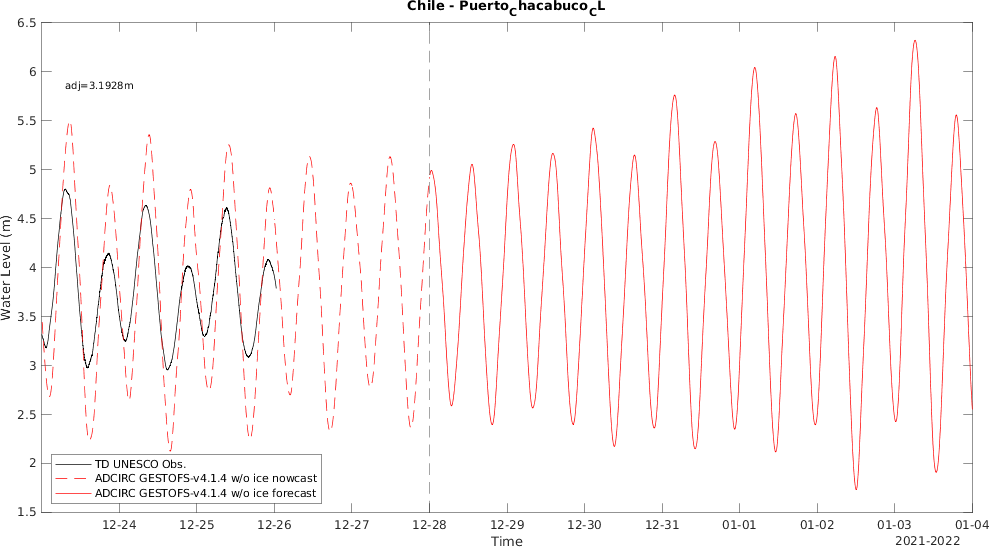 Chile - PuertoChacabucoCL
adj=3.1928m
6.5
6
5.5
5
4.5
4
3.5
3
2.5
2
1.5
Water Level (m)
TD UNESCO Obs.
ADCIRC GESTOFS-v4.1.4 w/o ice nowcast
ADCIRC GESTOFS-v4.1.4 w/o ice forecast
12-24 12-25 12-26 12-27 12-28 12-29 12-30 12-31 01-01 01-02 01-03 01-04
Time
2021-2022